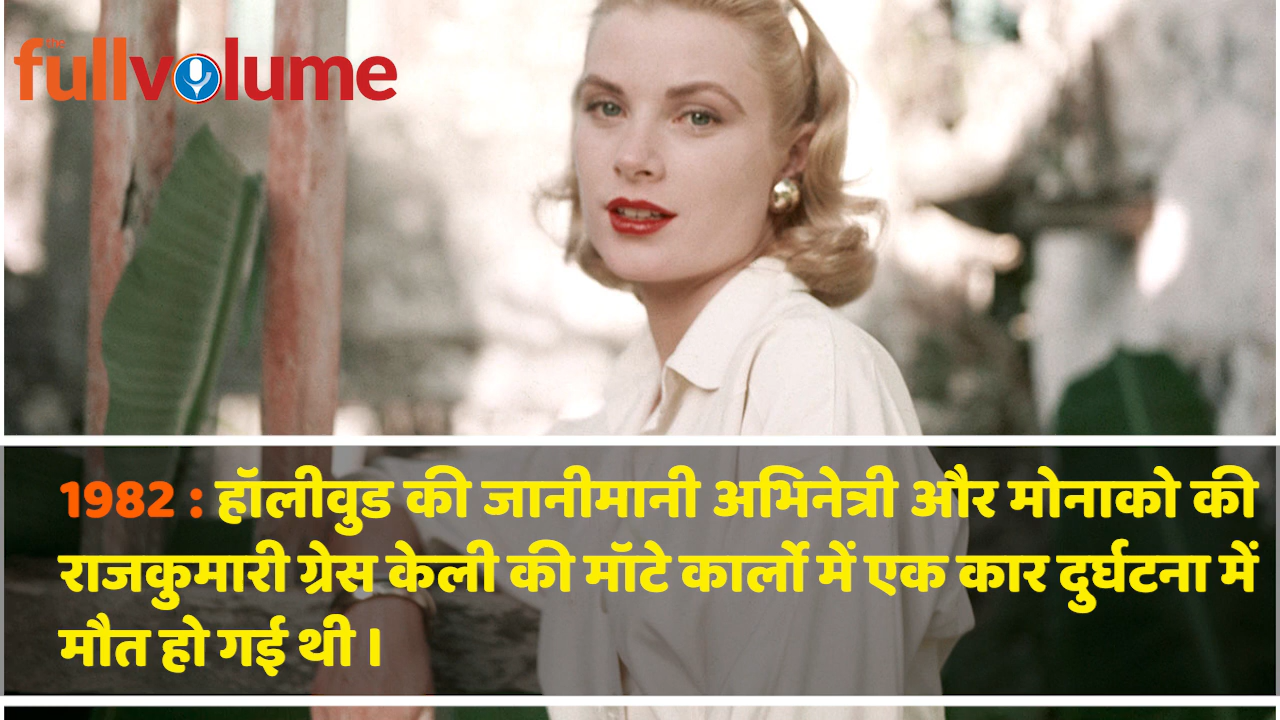 the
fullvolume
1982 : हॉलीवुड की जानीमानी अभिनेत्री और मोनाको की
राजकुमारी ग्रेस केली की मॉटे कार्लो में एक कार दुर्घटना में
मौत हो गई थी।